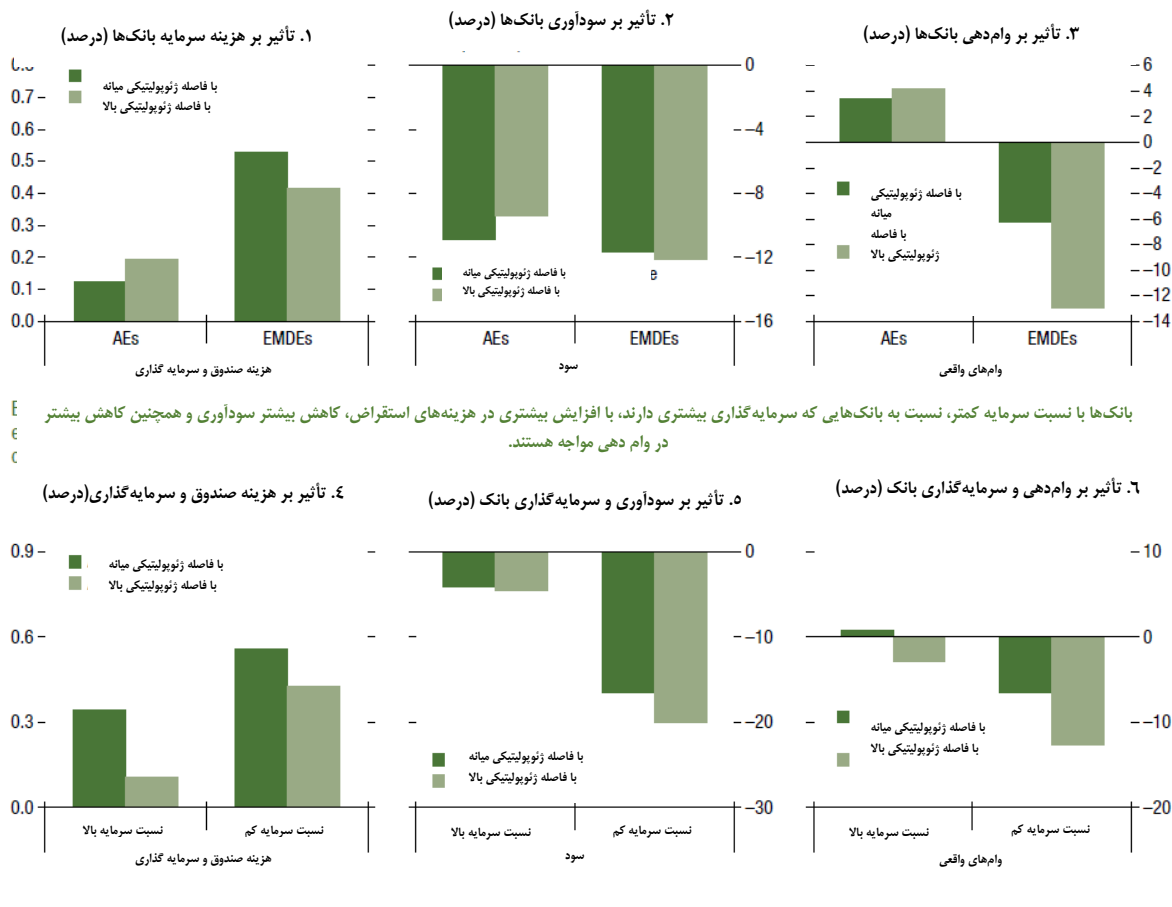 ۱. تأثیر بر هزینه سرمایه بانک‌ها (درصد)
با فاصله ژئوپولیتیکی میانه
با فاصله ژئوپولیتیکی بالا
0.7
0.6
0.5
0.4
0.3
0.2
0.1
0.0
AEs
EMDEs
هزینه صندوق و سرمایه گذاری
۲. تأثیر بر سودآوری بانک‌ها (درصد)
0
−4
−8
−12
−16
با فاصله ژئوپولیتیکی میانه
با فاصله ژئوپولیتیکی بالا
e
AEs
EMDEs
سود
۳. تأثیر بر وام‌دهی بانک‌ها (درصد)
6
4
2
0
−2
−4
−6
−8
−10
−12
−14
با فاصله ژئوپولیتیکی
میانه
با فاصله
ژئوپولیتیکی بالا
AEs
EMDEs
وام‌های واقعی
بانک‌ها با نسبت سرمایه کمتر، نسبت به بانک‌هایی که سرمایه‌گذاری بیشتری دارند، با افزایش بیشتری در هزینه‌های استقراض، کاهش بیشتر سودآوری و همچنین کاهش بیشتر
در وام دهی مواجه هستند.
٤. تأثیر بر هزینه صندوق و سرمایه‌گذاری(درصد)
0.9
0.6
0.3
0.0
با فاصله ژئوپولیتیکی میانه
با فاصله ژئوپولیتیکی بالا
نسبت سرمایه بالا
نسبت سرمایه کم
هزینه صندوق و سرمایه گذاری
۵. تأثیر بر سودآوری و سرمایه‌گذاری بانک (درصد)
0
−10
−20
−30
با فاصله ژئوپولیتیکی میانه
با فاصله ژئوپولیتیکی بالا
نسبت سرمایه بالا
نسبت سرمایه کم
سود
٦. تأثیر بر وام‌دهی و سرمایه‌گذاری بانک (درصد)
10
0
−10
−20
با فاصله ژئوپولیتیکی میانه
با فاصله ژئوپولیتیکی بالا
نسبت سرمایه بالا
نسبت سرمایه کم
وام‌های واقعی